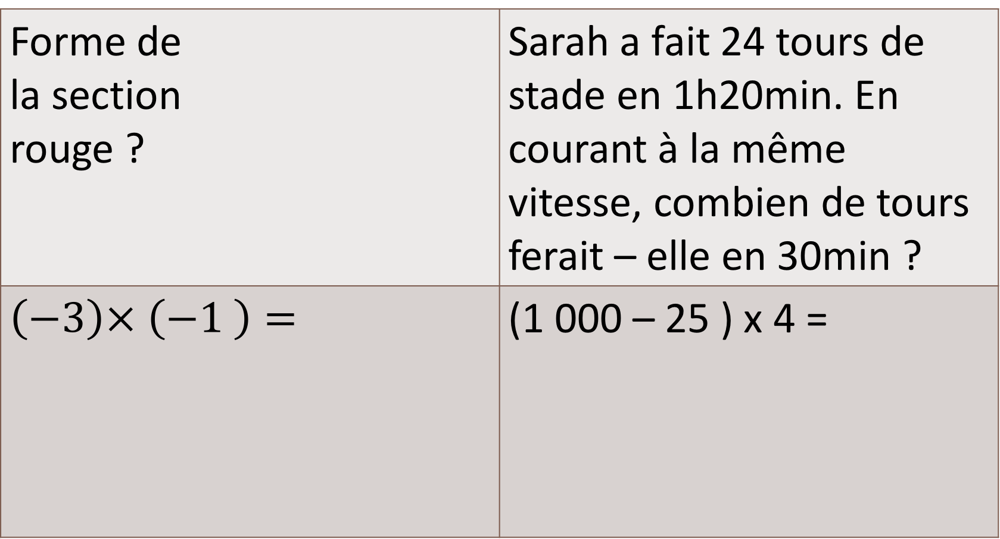 Forme de
la section
rouge ?
Sarah a fait 24 tours de
stade en 1h20min. En
courant à la même
vitesse, combien de tours
ferait – elle en 30min ?
(−3)× (−1 ) =
(1 000 – 25 ) x 4 =